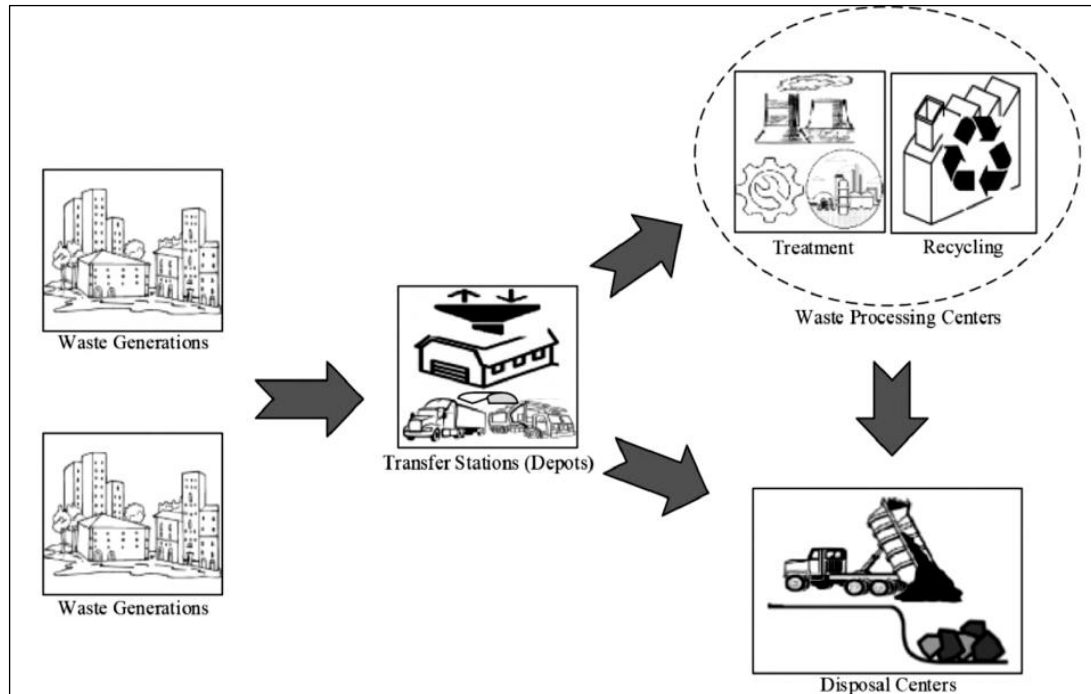 Treatment
Recycling
Waste Processing Centers
Waste Generations
Transfer Stations (Depots)
Waste Generations
Disposal Centers